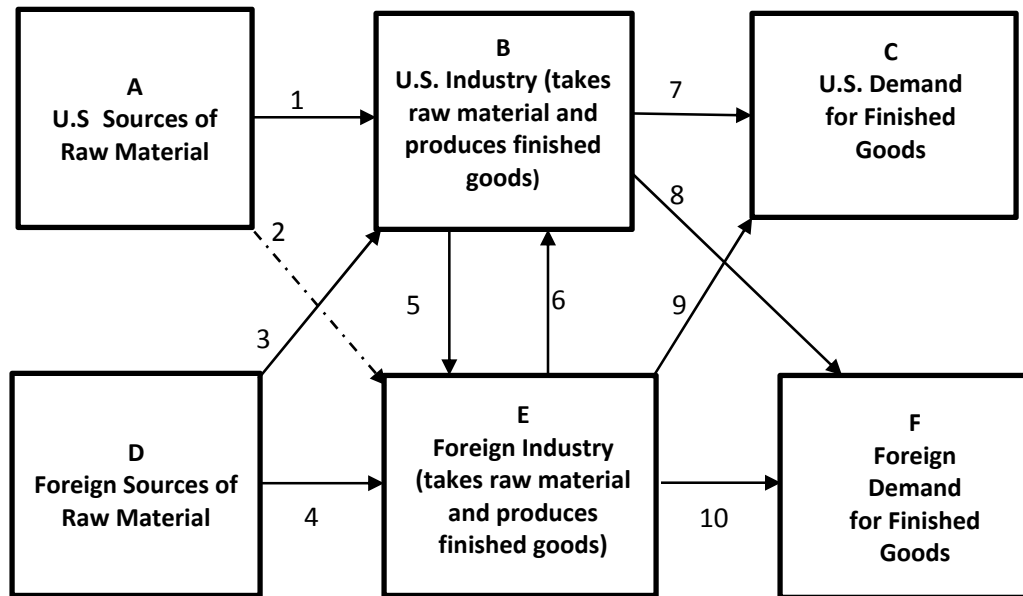 A
U.S Sources of
Raw Material
1
B
U.S. Industry (takes
raw material and
produces finished
goods)
7
C
U.S. Demand
for Finished
Goods
2
8
3
5
6
9
D
Foreign Sources of
Raw Material
4
E
Foreign Industry
(takes raw material
and produces
finished goods)
10
F
Foreign
Demand
for Finished
Goods